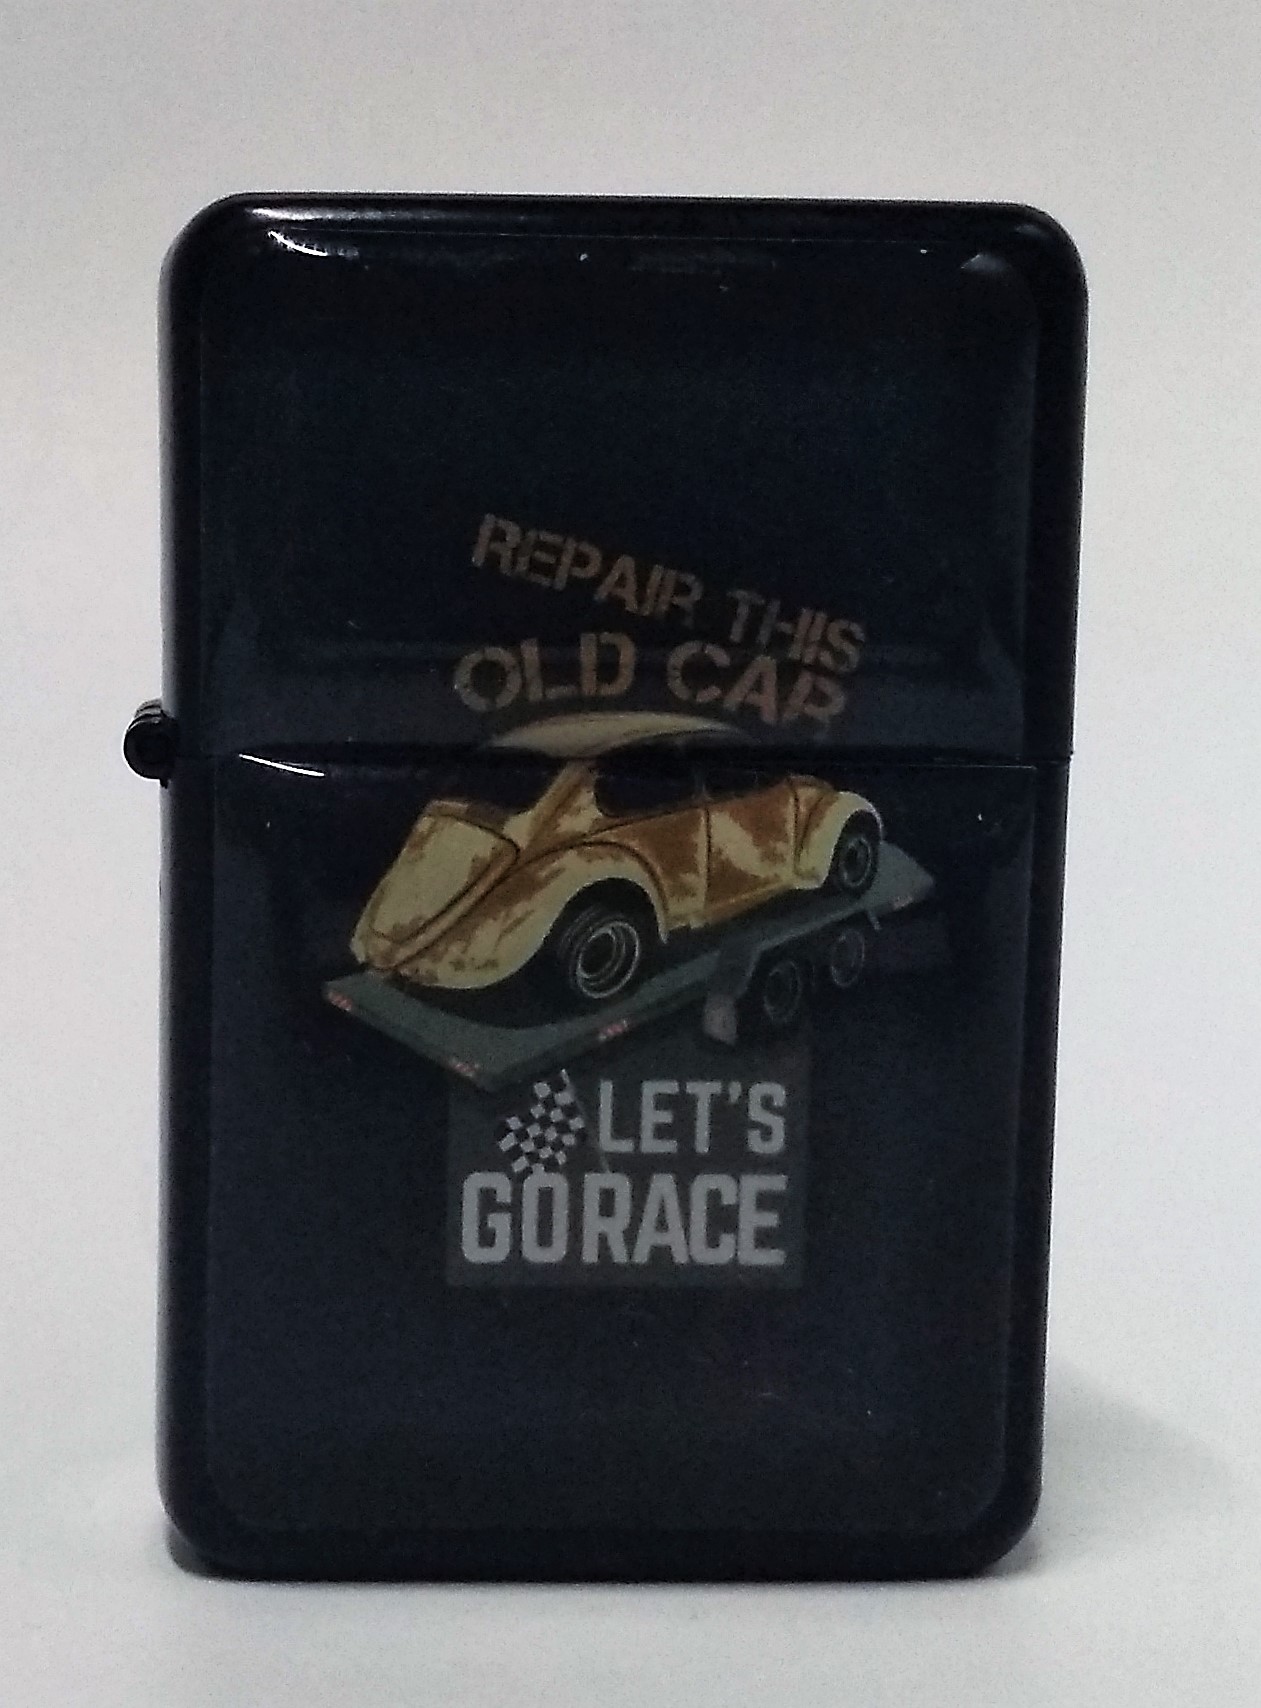 REPAIR THIS
OLD CAR
LET'S
GO RACE